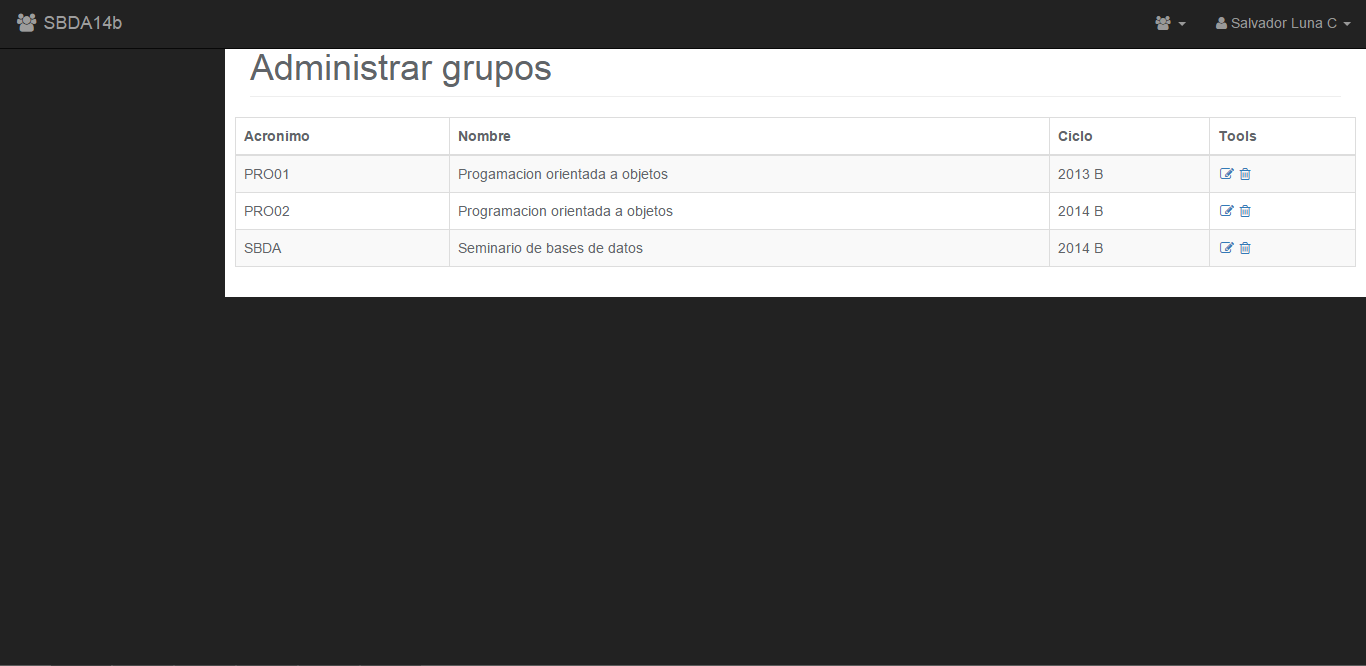 SBDA14b Salvador Luna C
Administrar grupos
Acronimo Nombre Ciclo Tools
PRO01 Progamacion orientada a objetos 2013 B
PRO02 Programacion orientada a objetos 2014 B
SBDA Seminario de bases de datos 2014 B